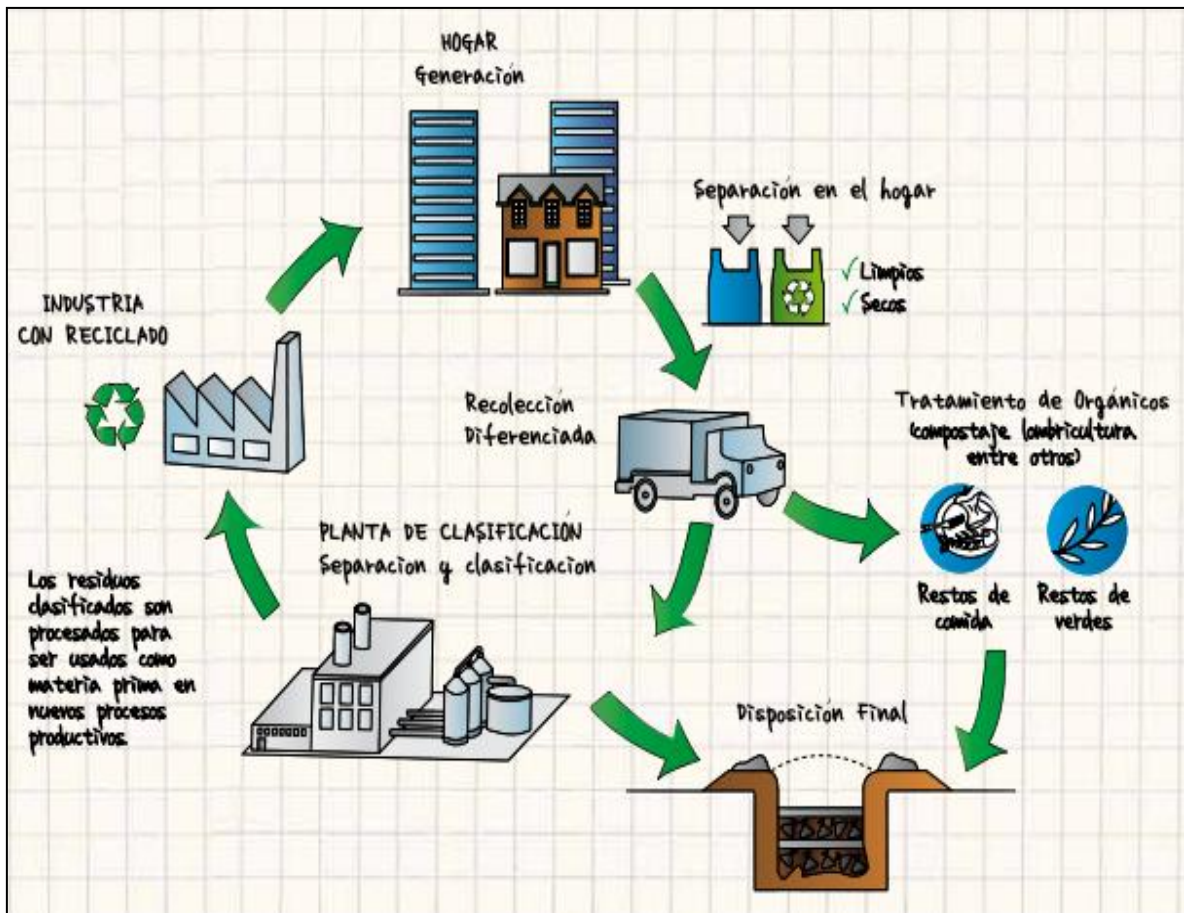 HOGAR
Generación
Separación en el hogar
Limpios
Secos
INDUSTRIA
CON RECICLADO
Recolección
Diferenciada
Tratamiento de Orgánicos
(compostaje lombricultura
entre otros)
PLANTA DE CLASIFICACIÓN
Separacion y clasificacion
Restos de
comida
Restos de
verdes
Los residuos
clasificados son
procesados para
ser usados como
materia prima en
nuevos procesos
productivos.
Disposición Final